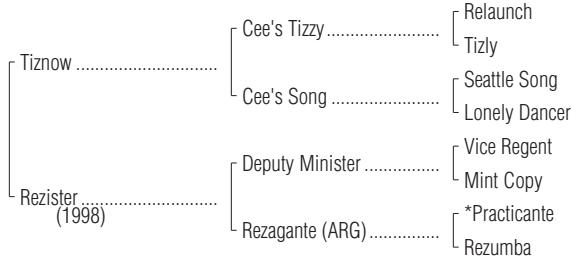 Relaunch
Cee's Tizzy
Tizly
Tiznow
Seattle Song
Cee's Song
Lonely Dancer
Vice Regent
Deputy Minister
Mint Copy
Rezister
(1998)
*Practicante
Rezagante (ARG)
Rezumba